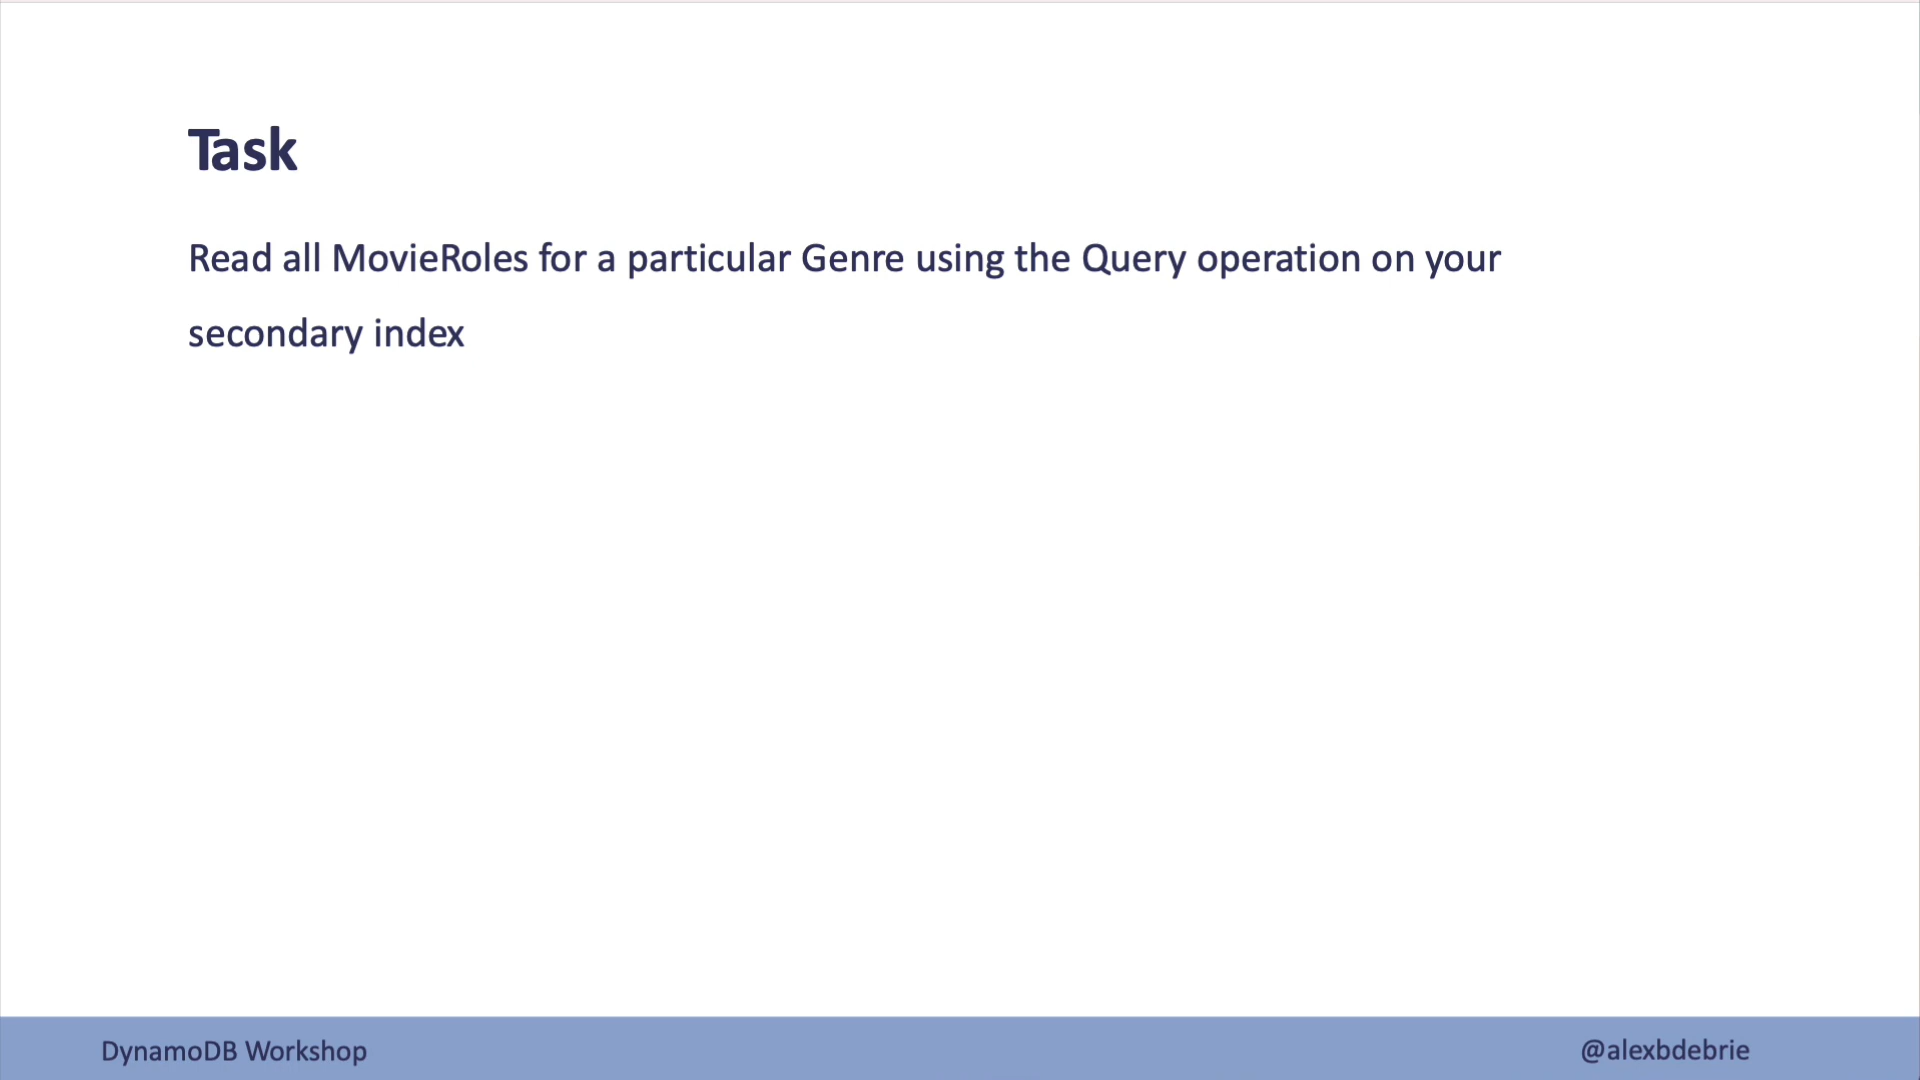 Task
Read all MovieRoles for a particular Genre using the Query operation on your
secondary index
DynamoDB Workshop
@alexbdebrie